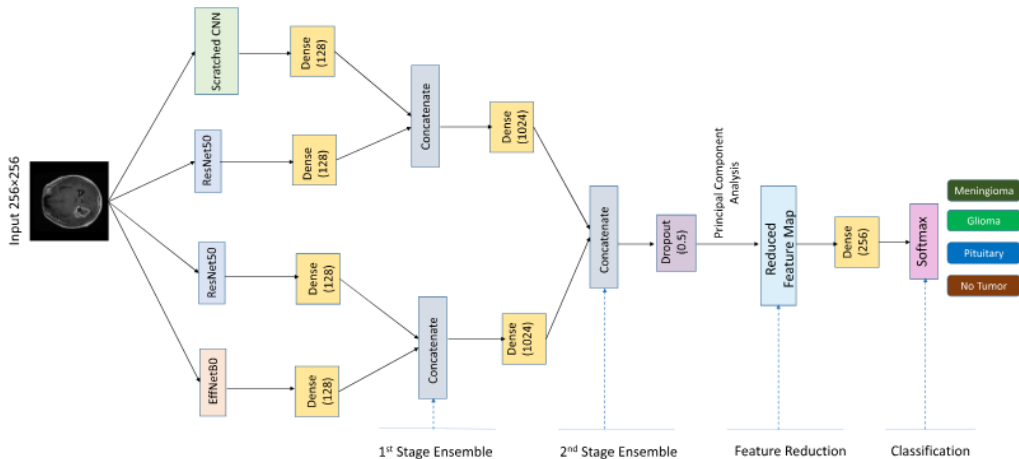 Input 256×256
Scratched CNN
Dense
(128)
ResNet50
Dense
(128)
Concatenate
Dense
(1024)
ResNet50
Dense
(128)
EffNetB0
Dense
(128)
Concatenate
Dense
(1024)
Concatenate
Dropout
(0.5)
Principal Component
Analysis
Reduced
Feature Map
Dense
(256)
Softmax
Meningioma
Glioma
Pituitary
No Tumor
1st Stage Ensemble
2nd Stage Ensemble
Feature Reduction
Classification